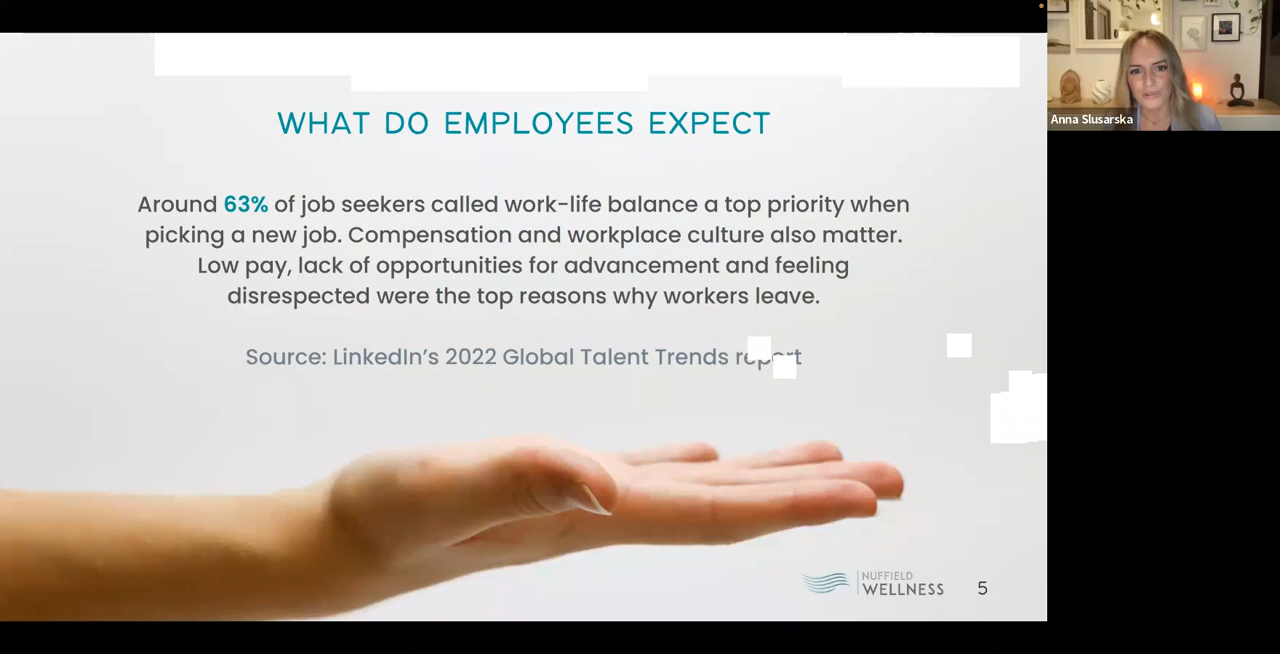 WHAT DO EMPLOYEES EXPECT
Around 63% of job seekers called work-life balance a top priority when
picking a new job. Compensation and workplace culture also matter.
Low pay, lack of opportunities for advancement and feeling
disrespected were the top reasons why workers leave.
Source: LinkedIn's 2022 Global Talent Trends report
NUFFIELD
WELLNESS
5
Anna Slusarska